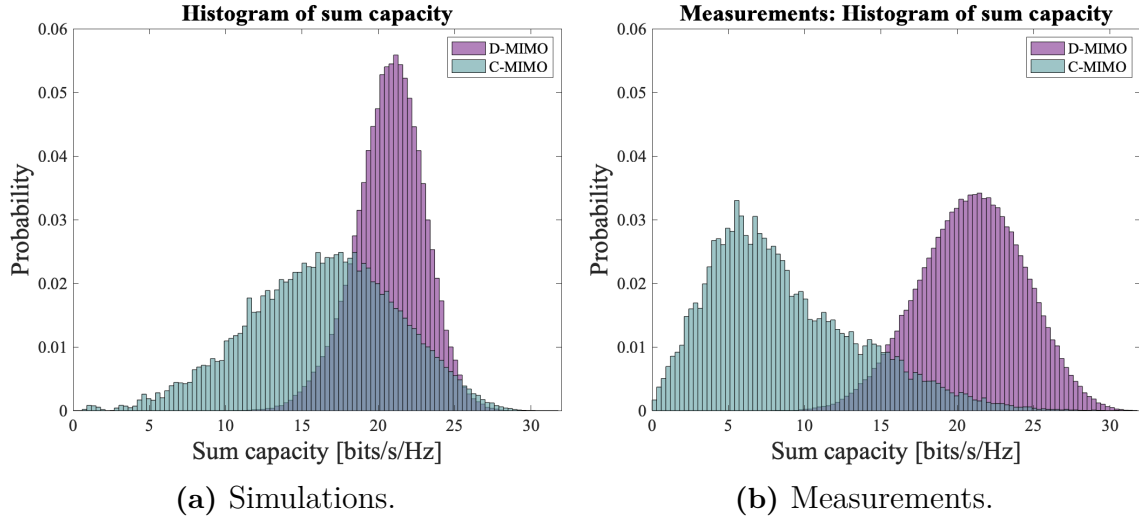 Histogram of sum capacity
0.06
0.05
0.04
0.03
0.02
0.01
0
Probability
D-MIMO
C-MIMO
0 5 10 15 20 25 30
Sum capacity [bits/s/Hz]
(a) Simulations.
Measurements: Histogram of sum capacity
0.06
0.05
0.04
0.03
0.02
0.01
0
Probability
D-MIMO
C-MIMO
0 5 10 15 20 25 30
Sum capacity [bits/s/Hz]
(b) Measurements.